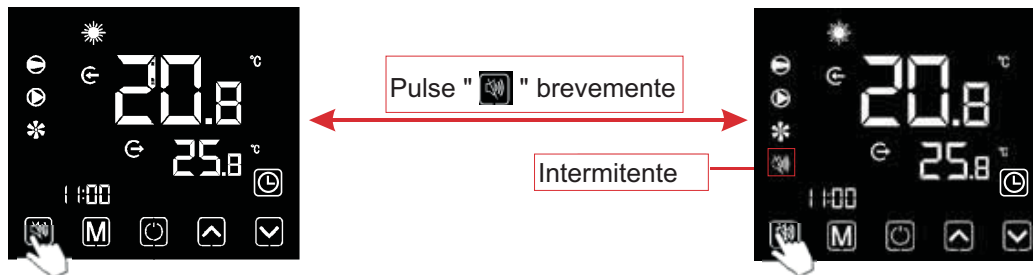 20.8 ℃
25.8 ℃
11:00
M
Pulse " " brevemente
Intermitente
20.8 ℃
25.8 ℃
11:00
M